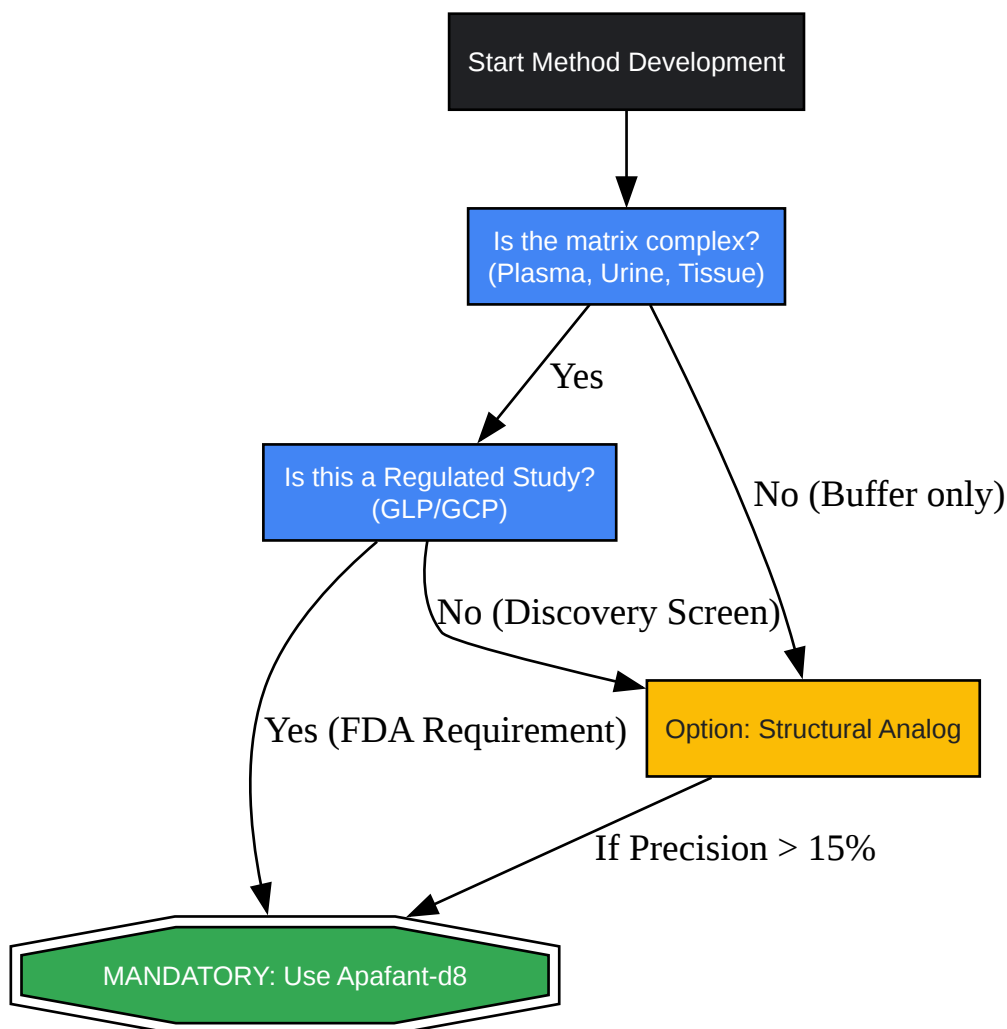 Start Method Development
Is the matrix complex?
(Plasma, Urine, Tissue)
Yes
Is this a Regulated Study?
(GLP/GCP)
No (Buffer only)
No (Discovery Screen)
Yes (FDA Requirement)
Option: Structural Analog
If Precision > 15%
MANDATORY: Use Apafant-d8